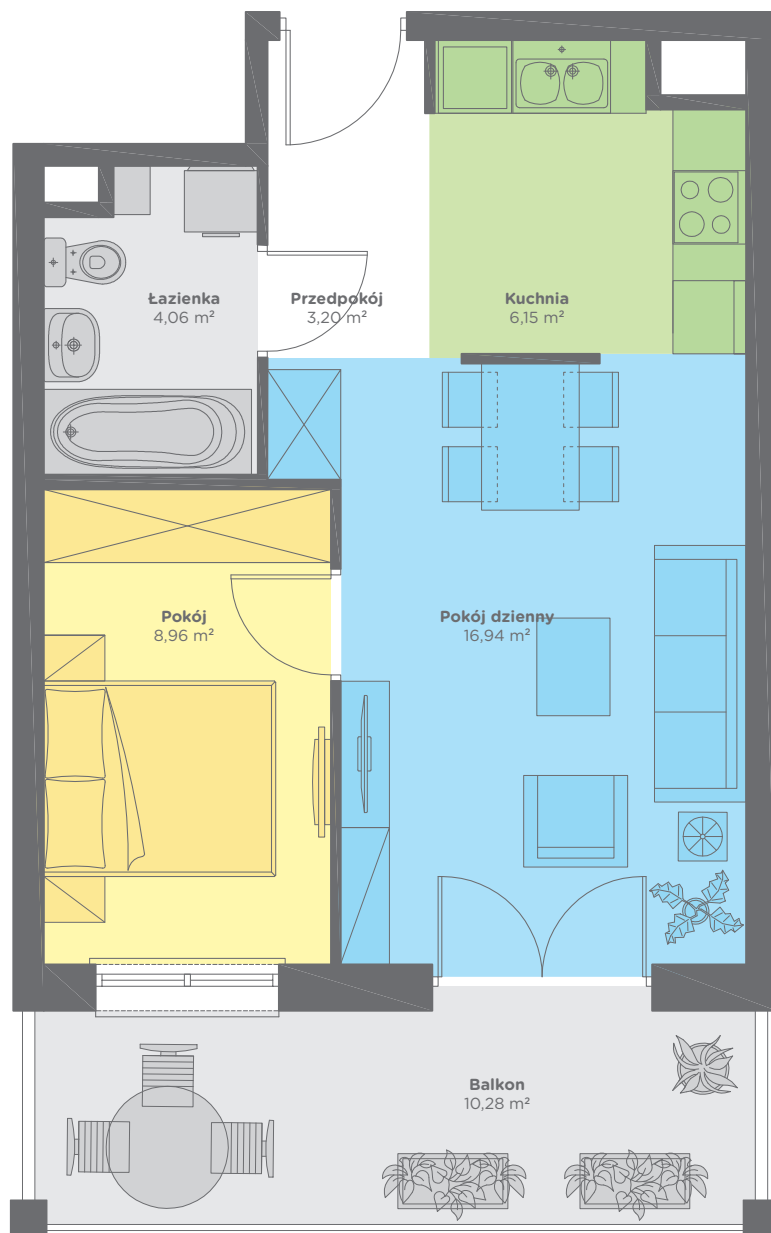 Łazienka
4,06 m²
Przedpokój
3,20 m²
Kuchnia
6,15 m²
Pokój
8,96 m²
Pokój dzienny
16,94 m²
Balkon
10,28 m²